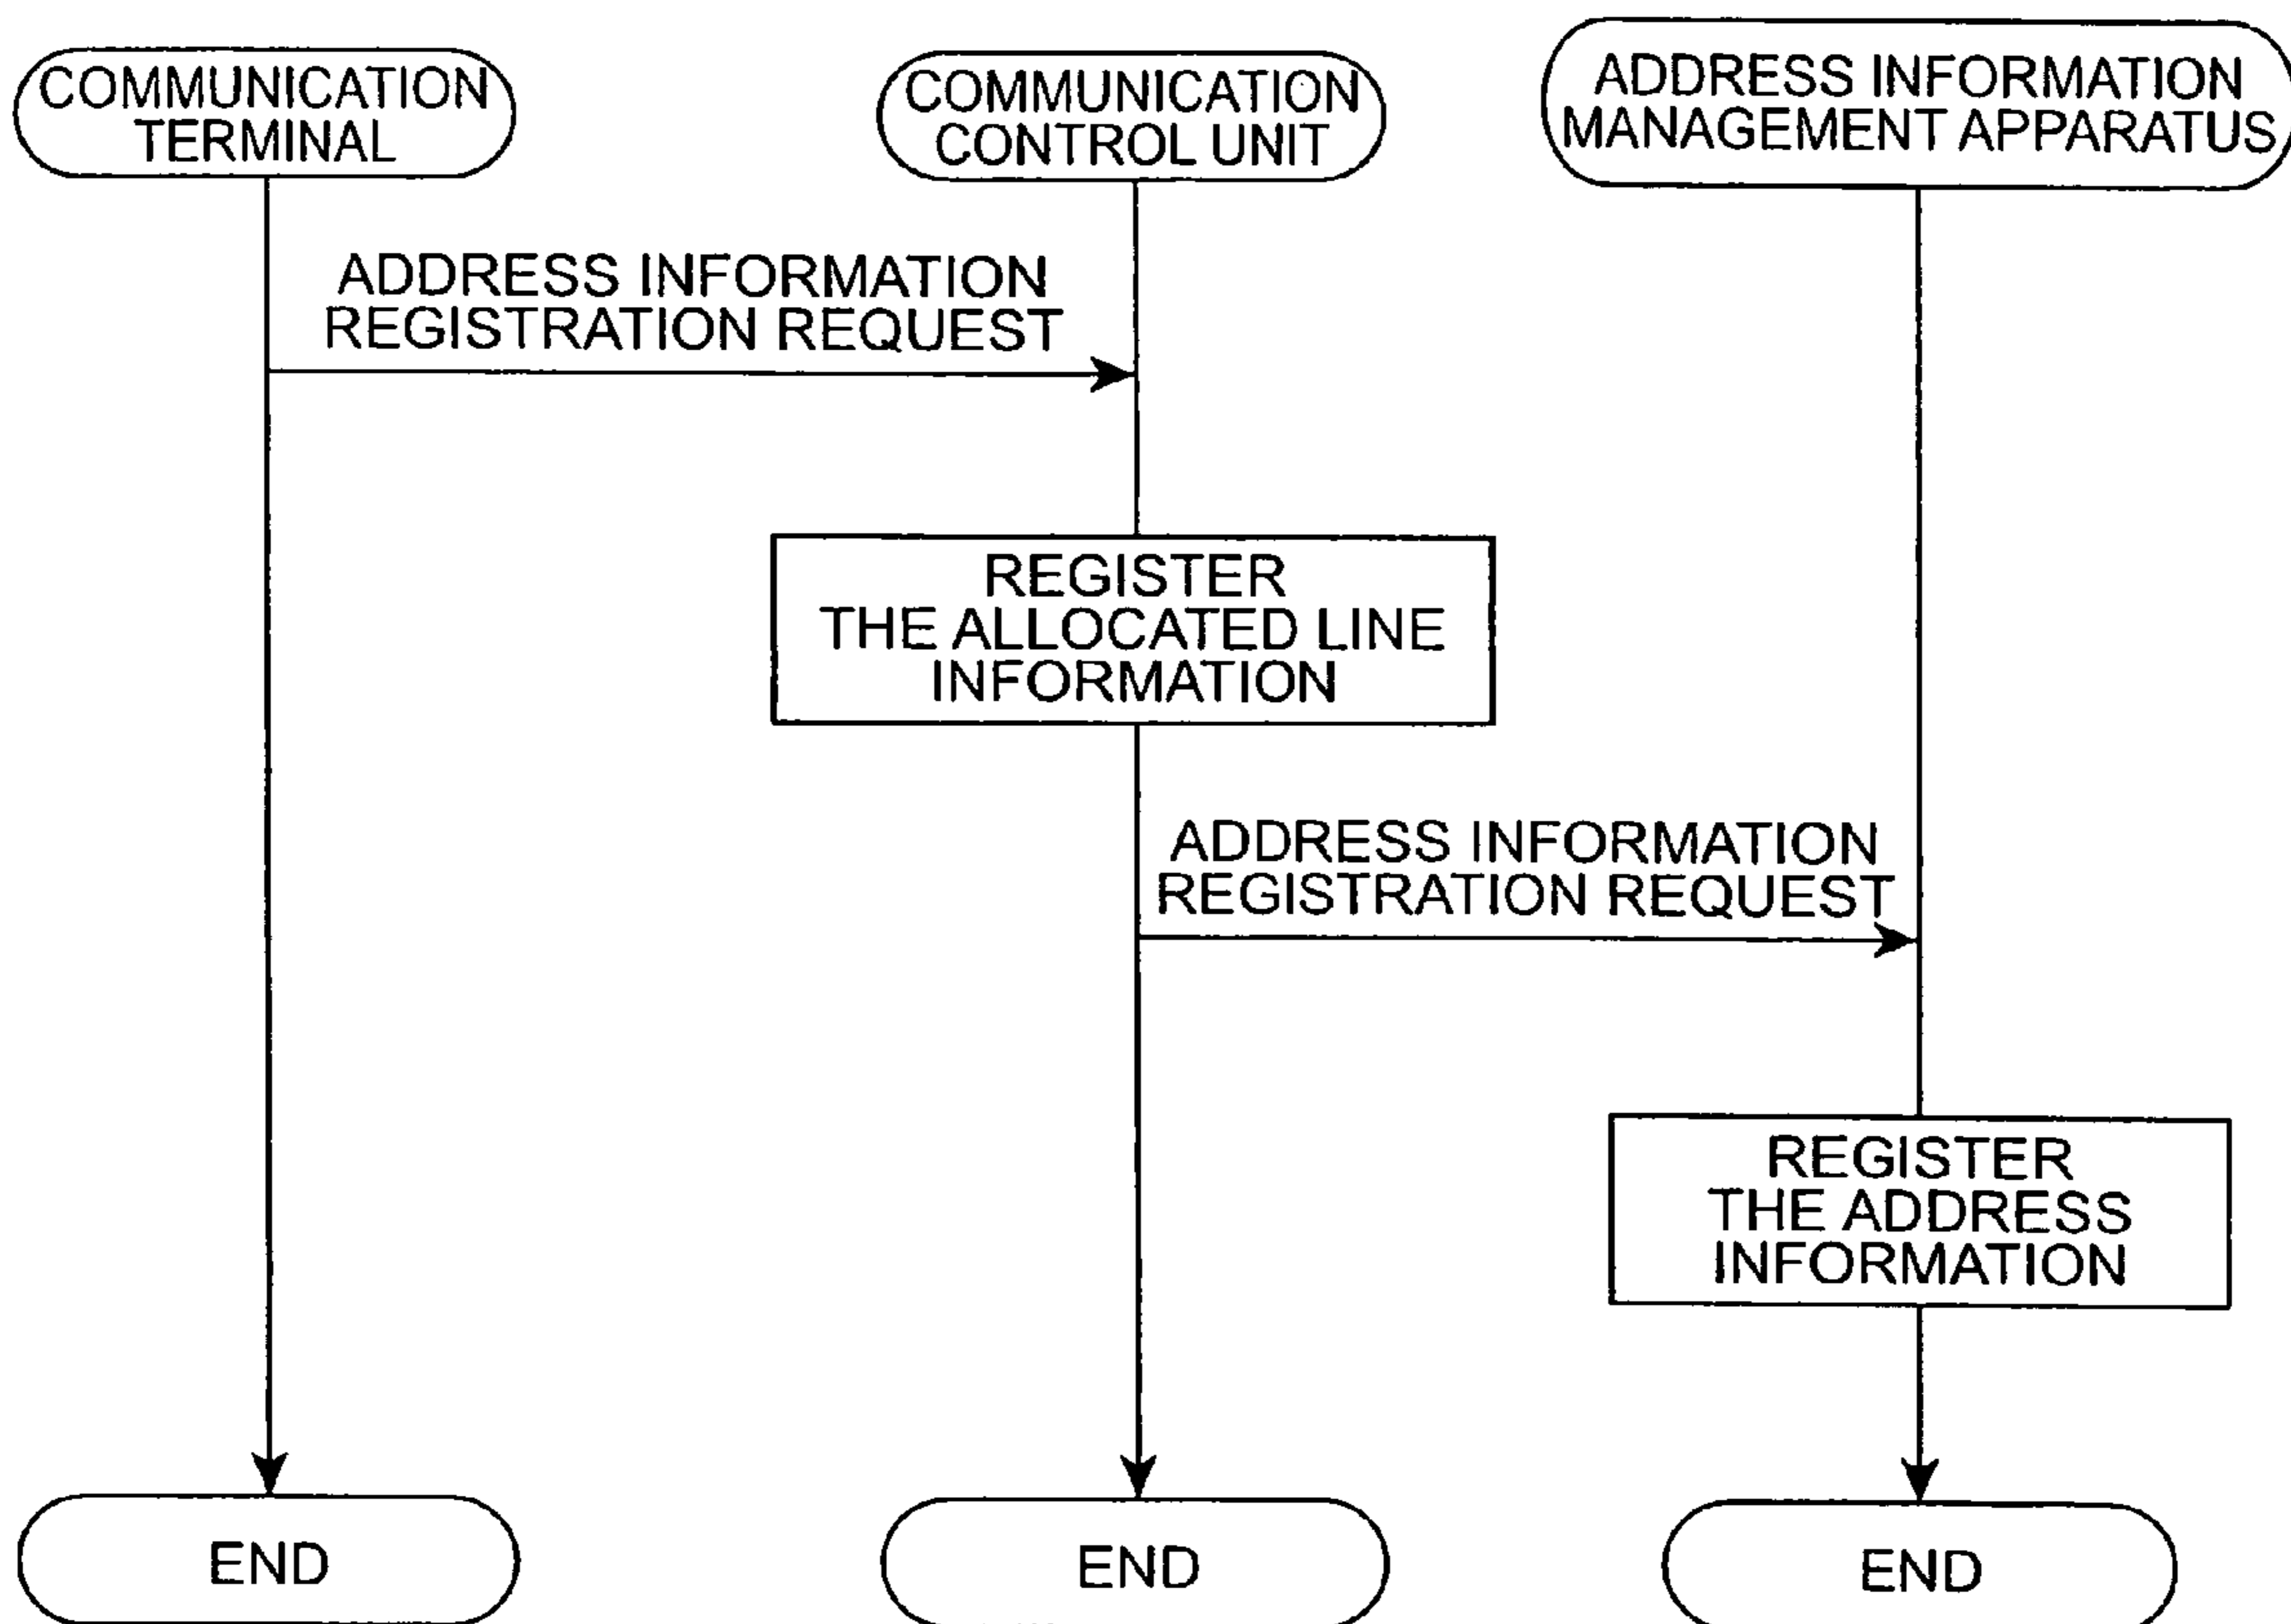 COMMUNICATION
TERMINAL
COMMUNICATION
CONTROL UNIT
ADDRESS INFORMATION
MANAGEMENT APPARATUS
ADDRESS INFORMATION
REGISTRATION REQUEST
REGISTER
THE ALLOCATED LINE
INFORMATION
ADDRESS INFORMATION
REGISTRATION REQUEST
REGISTER
THE ADDRESS
INFORMATION
END
END
END